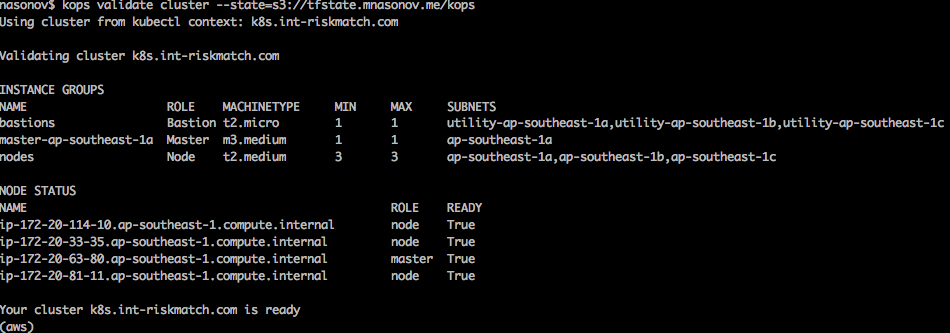 nasonov$ kops validate cluster --state=s3://tfstate.mnasonov.me/kops
Using cluster from kubectl context: k8s.int-riskmatch.com
Validating cluster k8s.int-riskmatch.com
INSTANCE GROUPS
NAME ROLE MACHINETYPE MIN MAX SUBNETS
bastions Bastion t2.micro 1 1 utility-ap-southeast-1a,utility-ap-southeast-1b,utility-ap-southeast-1c
master-ap-southeast-1a Master m3.medium 1 1 ap-southeast-1a
nodes Node t2.medium 3 3 ap-southeast-1a,ap-southeast-1b,ap-southeast-1c
NODE STATUS
NAME ROLE READY
ip-172-20-114-10.ap-southeast-1.compute.internal node True
ip-172-20-33-35.ap-southeast-1.compute.internal node True
ip-172-20-63-80.ap-southeast-1.compute.internal master True
ip-172-20-81-11.ap-southeast-1.compute.internal node True
Your cluster k8s.int-riskmatch.com is ready
(aws)